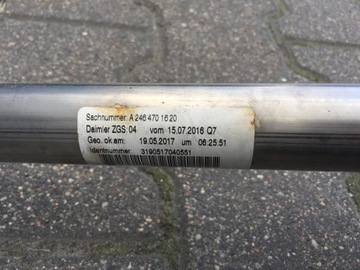 Sachnummer: A 246 470 16 20
Daimler ZGS: 04 vom 15.07.2016 Q7
Geo. ok am: 19.05.2017 um 06:25:51
Identnummer: 3190517040551